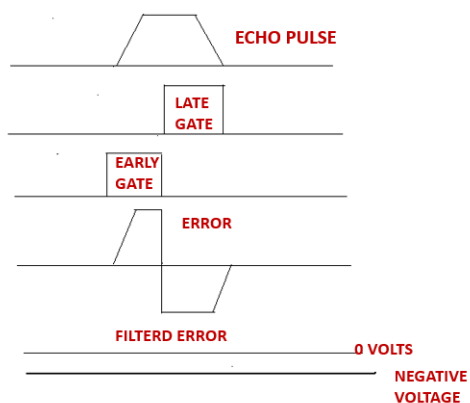 ECHO PULSE
LATE
GATE
EARLY
GATE
ERROR
FILTERD ERROR
0 VOLTS
NEGATIVE
VOLTAGE